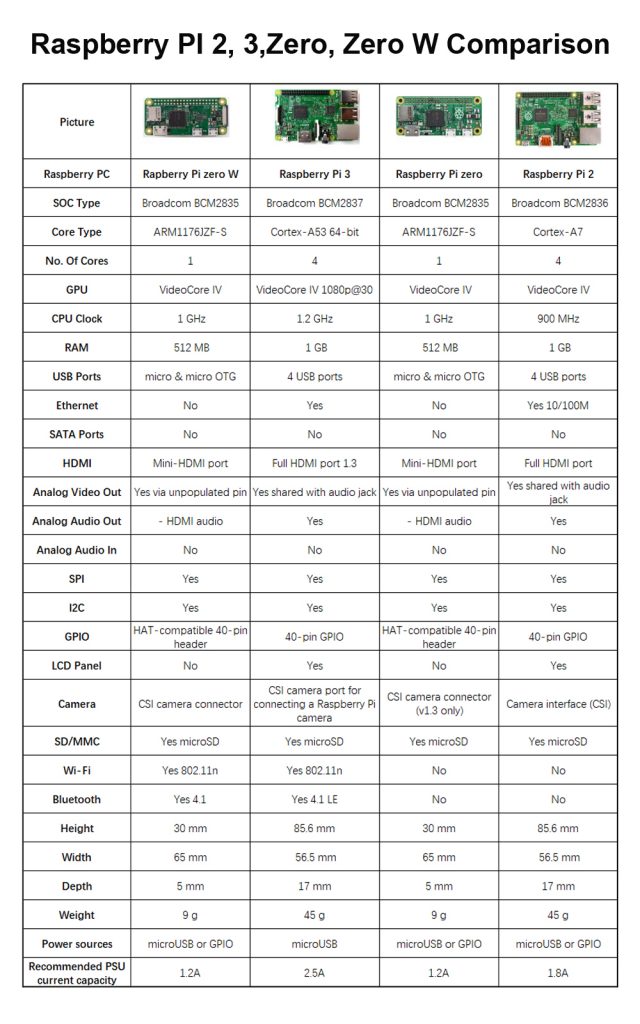 Raspberry PI 2, 3,Zero, Zero W Comparison
Picture
Raspberry PC Rapberry Pi zero W Raspberry Pi 3 Rastberry Pi zero Raspberry Pi 2
SOC Type Broadcom BCM2835 Broadcom BCM2837 Broadcom BCM2835 Broadcom BCM2836
Core Type ARM1176JZF-S Cortex-A53 64-bit ARM1176JZF-S Cortex-A7
No. Of Cores 1 4 1 4
GPU VideoCore IV VideoCore IV 1080p@30 VideoCore IV VideoCore IV
CPU Clock 1 GHz 1.2 GHz 1 GHz 900 MHz
RAM 512 MB 1 GB 512 MB 1 GB
USB Ports micro & micro OTG 4 USB ports micro & micro OTG 4 USB ports
Ethernet No Yes No Yes 10/100M
SATA Ports No No No No
HDMI Mini-HDMI port Full HDMI port 1.3 Mini-HDMI port Full HDMI port
Analog Video Out Yes via unpopulated pin Yes shared with audio jack Yes via unpopulated pin Yes shared with audio
jack
Analog Audio Out - HDMI audio Yes - HDMI audio Yes
Analog Audio In No No No No
SPI Yes Yes Yes Yes
I2C Yes Yes Yes Yes
GPIO HAT-compatible 40-pin
header 40-pin GPIO HAT-compatible 40-pin
header 40-pin GPIO
LCD Panel No Yes No Yes
Camera CSI camera connector CSI camera port for
connecting a Raspberry Pi
camera CSI camera connector
(v1.3 only) Camera interface (CSI)
SD/MMC Yes microSD Yes microSD Yes microSD Yes microSD
Wi-Fi Yes 802.11n Yes 802.11n No No
Bluetooth Yes 4.1 Yes 4.1 LE No No
Height 30 mm 85.6 mm 30 mm 85.6 mm
Width 65 mm 56.5 mm 65 mm 56.5 mm
Depth 5 mm 17 mm 5 mm 17 mm
Weight 9 g 45 g 9 g 45 g
Power sources microUSB or GPIO microUSB microUSB or GPIO microUSB or GPIO
Recommended PSU
current capacity 1.2A 2.5A 1.2A 1.8A